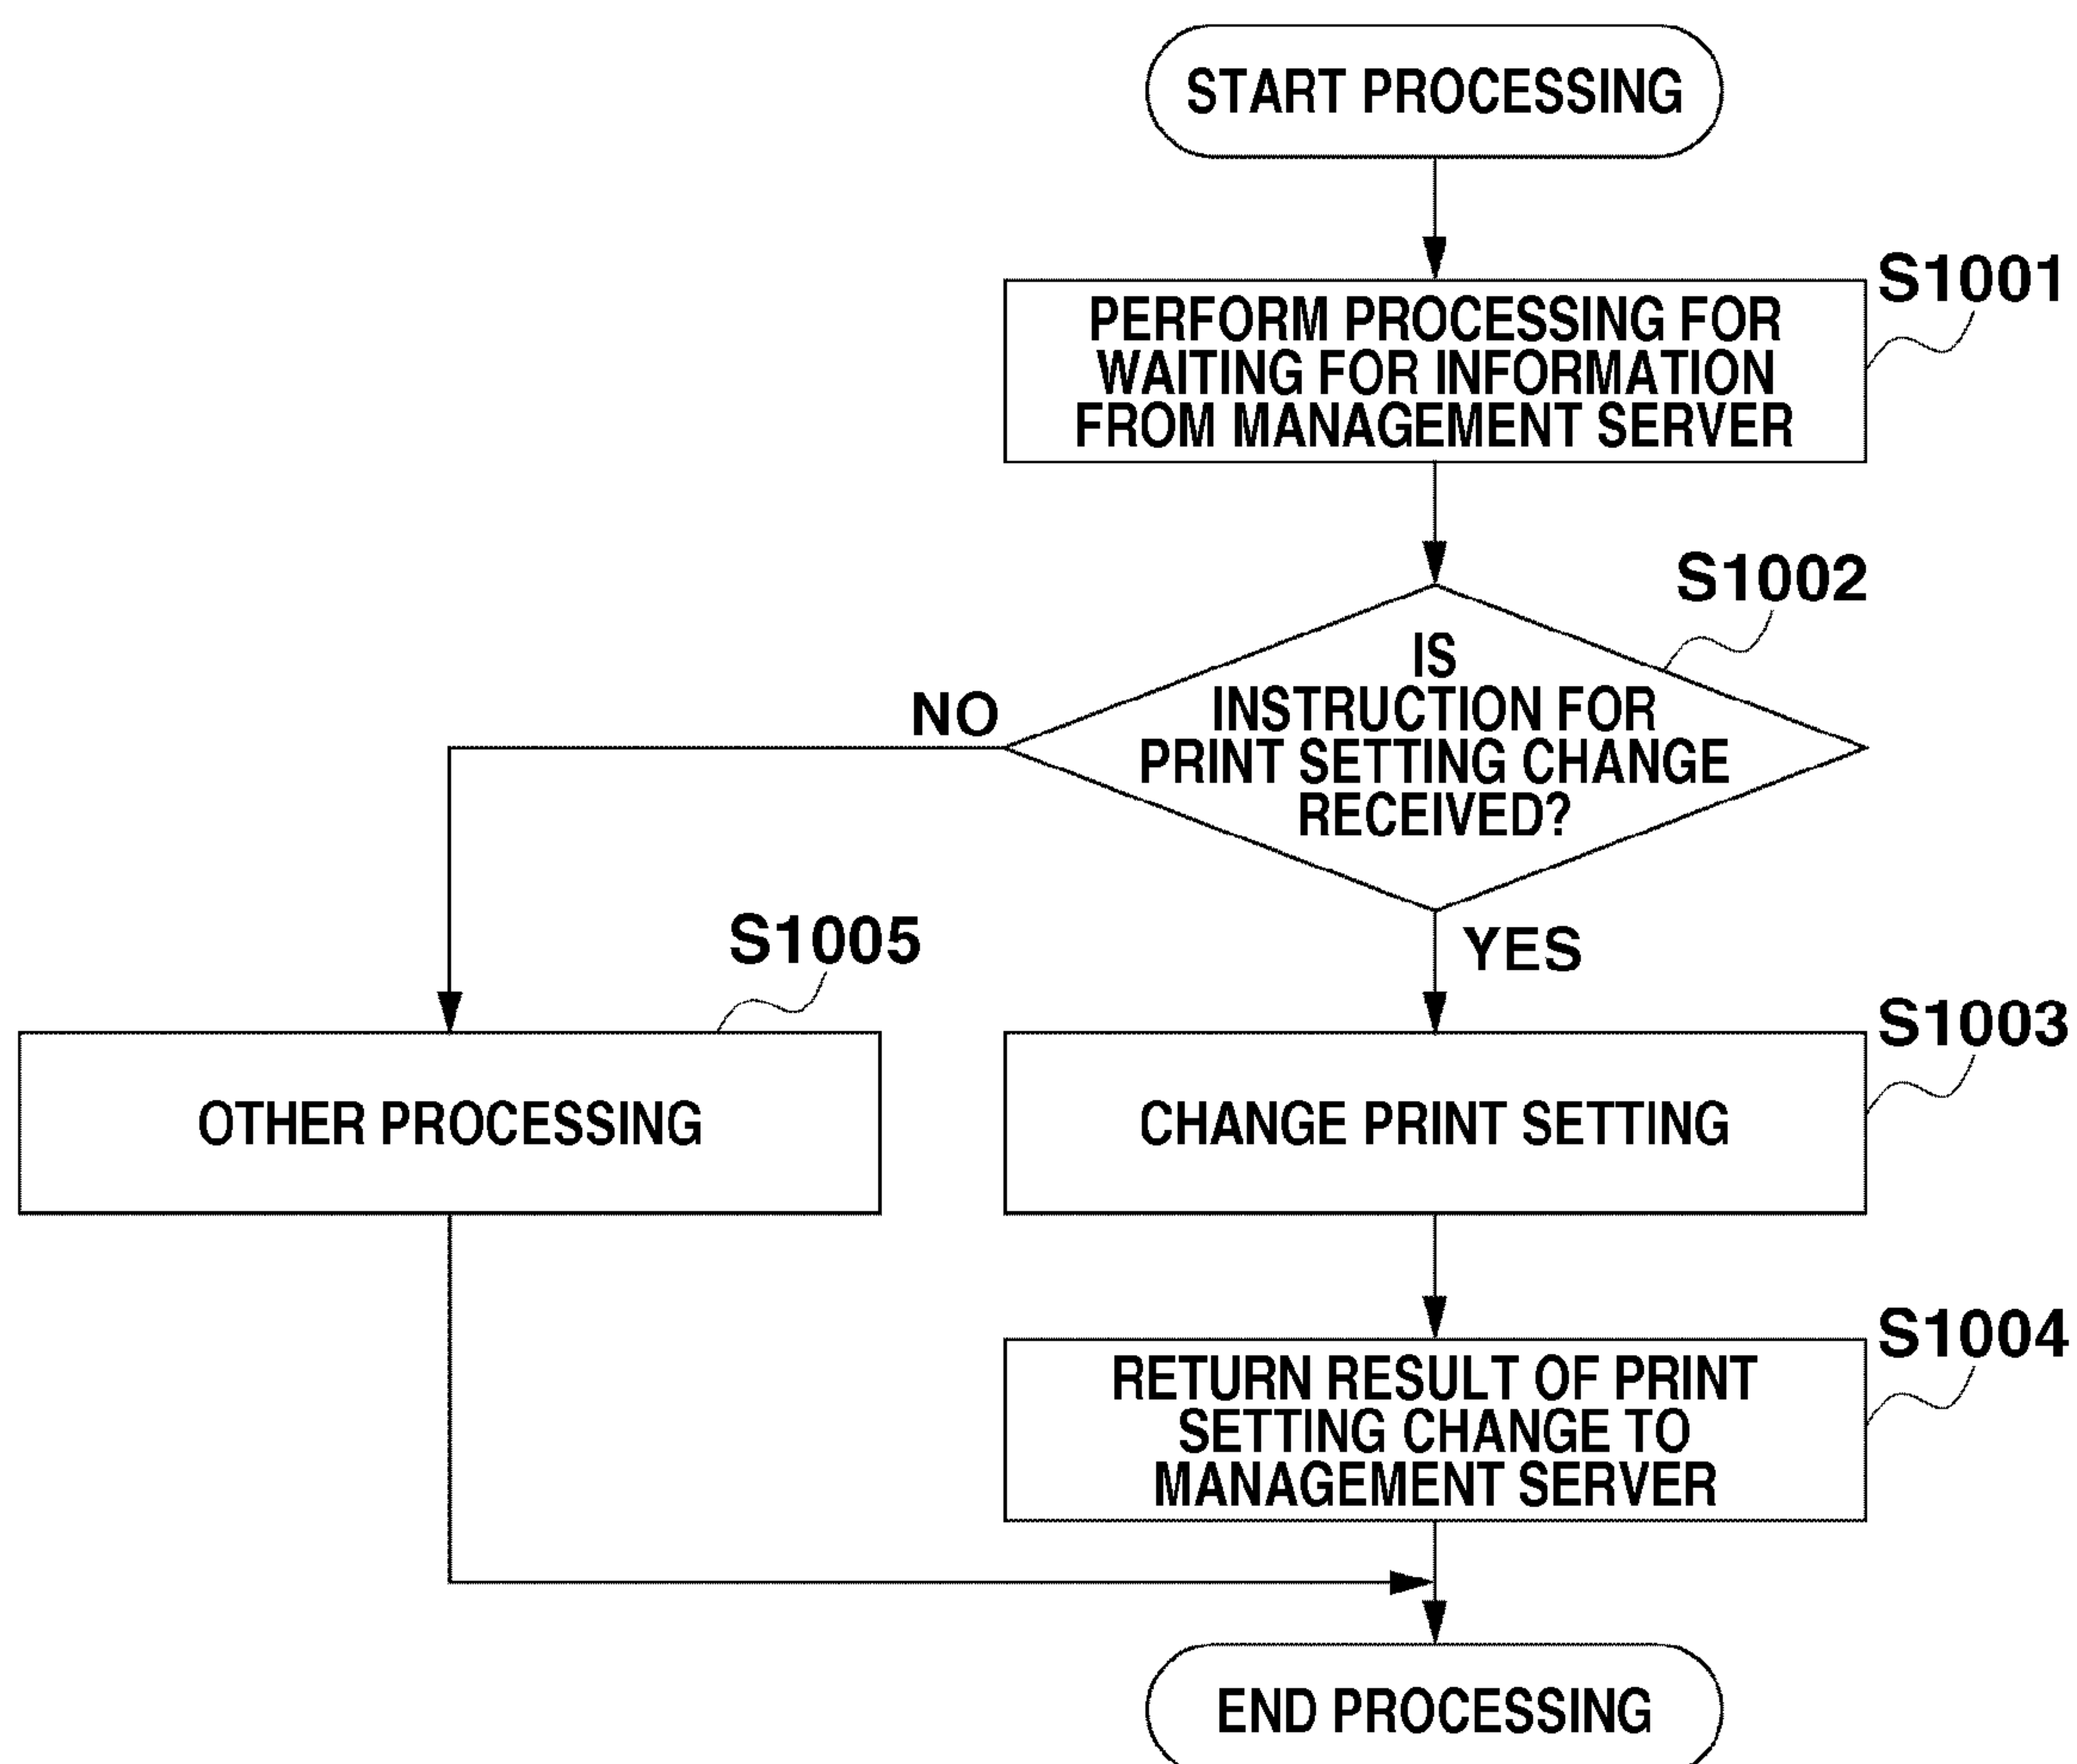 START PROCESSING
S1001
PERFORM PROCESSING FOR
WAITING FOR INFORMATION
FROM MANAGEMENT SERVER
S1002
IS
INSTRUCTION FOR
PRINT SETTING CHANGE
RECEIVED?
NO
YES
S1005
OTHER PROCESSING
S1003
CHANGE PRINT SETTING
S1004
RETURN RESULT OF PRINT
SETTING CHANGE TO
MANAGEMENT SERVER
END PROCESSING